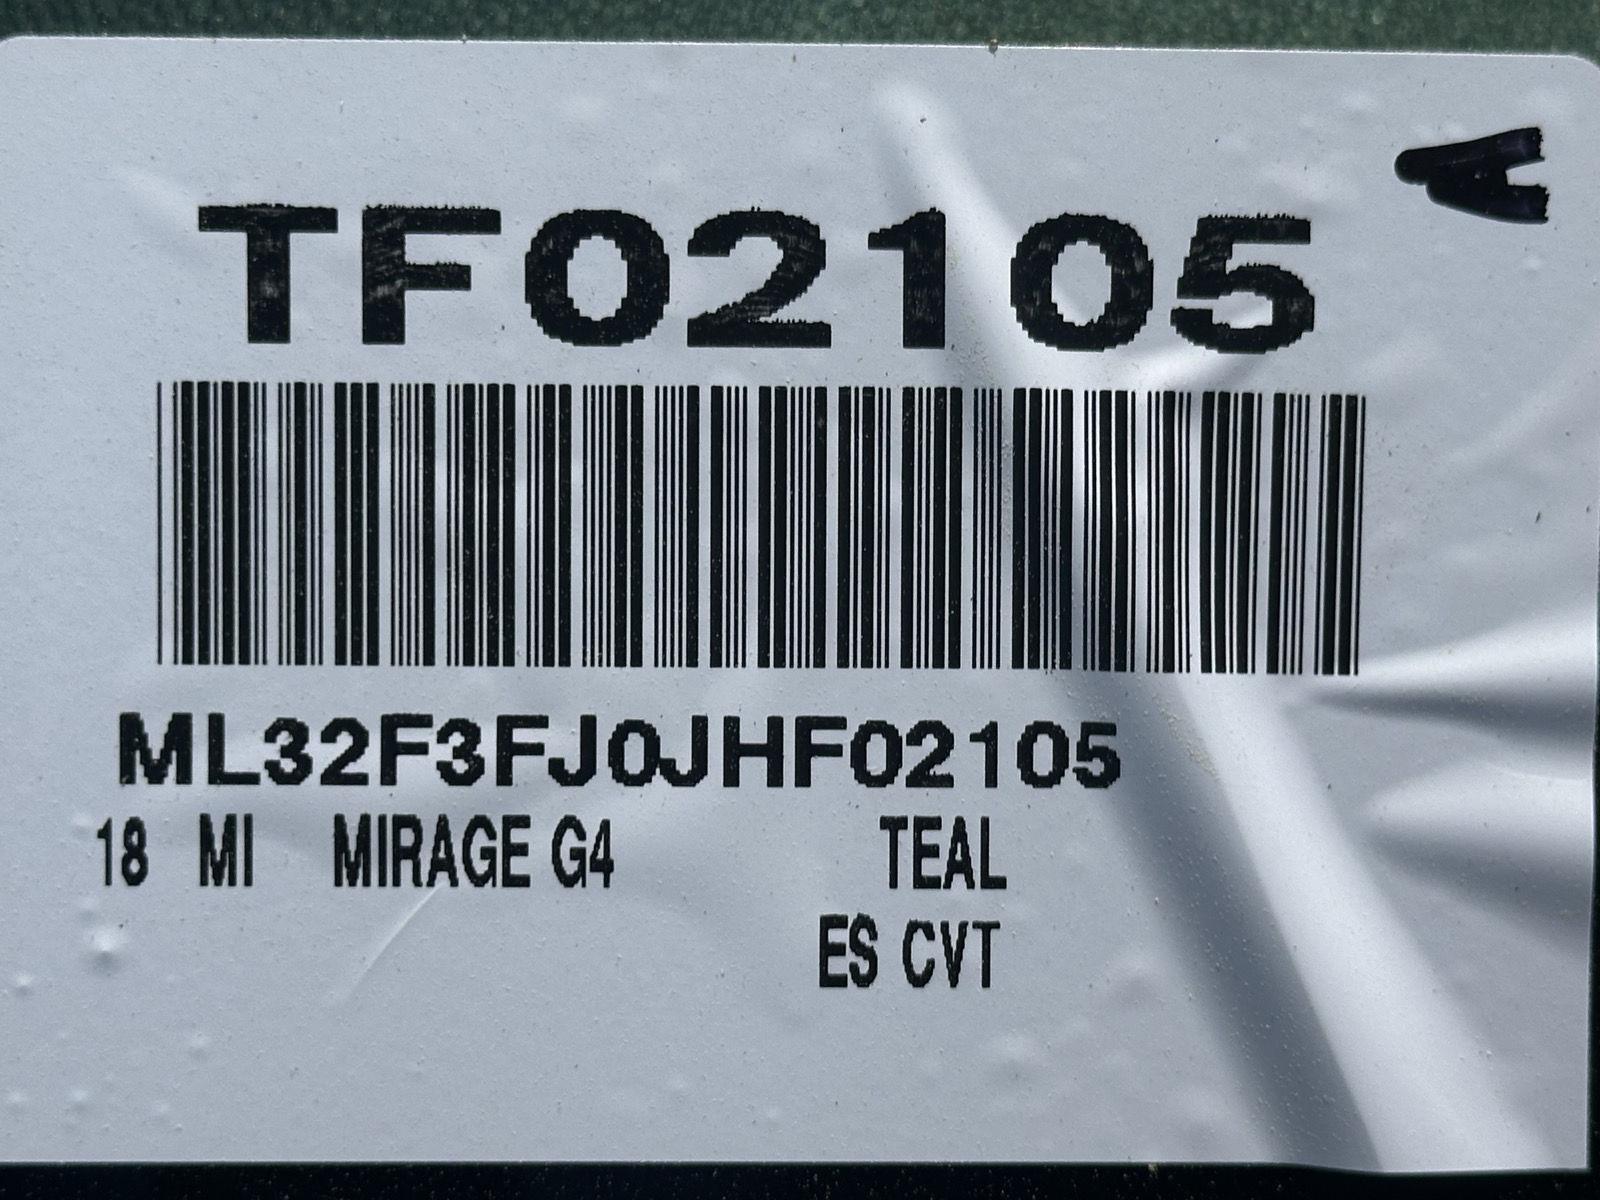 A
TF02105
ML32F3FJ0JHF02105
18 MI MIRAGE G4 TEAL
ES CVT